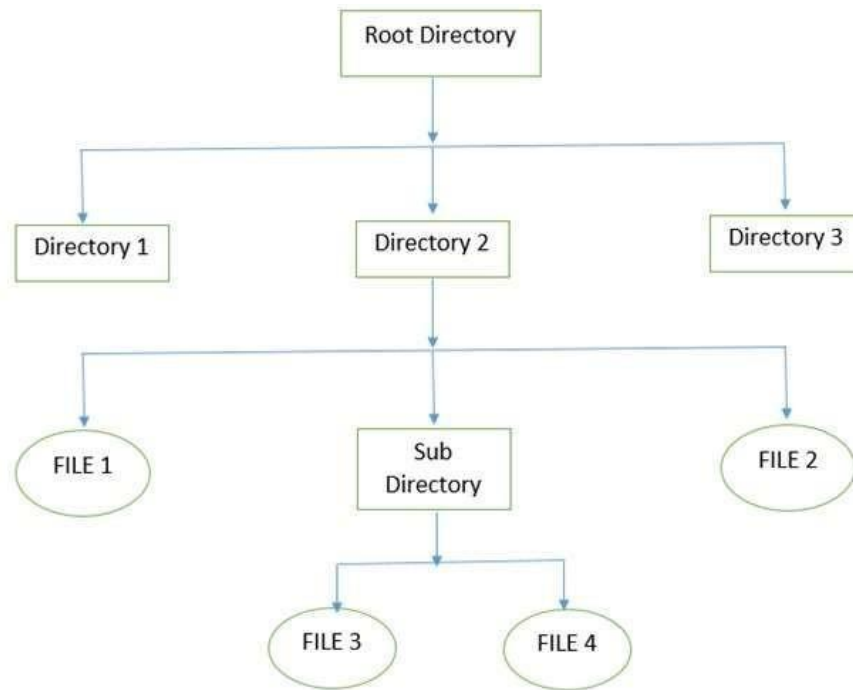 Root Directory
Directory 1
Directory 2
Directory 3
FILE 1
Sub
Directory
FILE 2
FILE 3
FILE 4